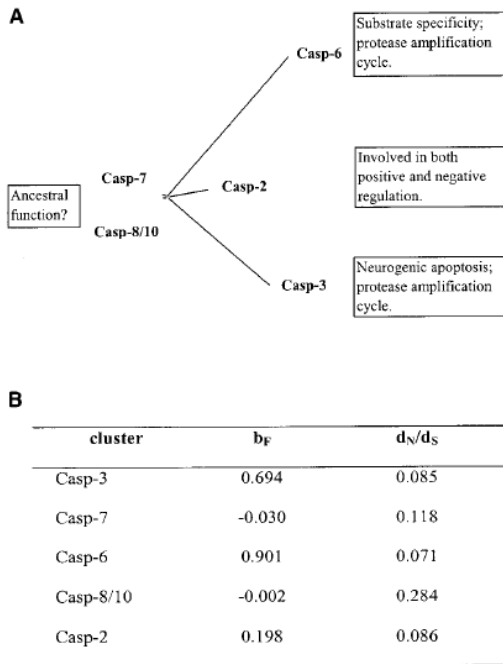 A
Substrate specificity;
protease amplification
cycle.
Casp-6
Casp-7
Casp-2
Involved in both
positive and negative
regulation.
Ancestral
function?
Casp-8/10
Casp-3
Neurogenic apoptosis;
protease amplification
cycle.
B
cluster bF dN/dS
Casp-3 0.694 0.085
Casp-7 -0.030 0.118
Casp-6 0.901 0.071
Casp-8/10 -0.002 0.284
Casp-2 0.198 0.086